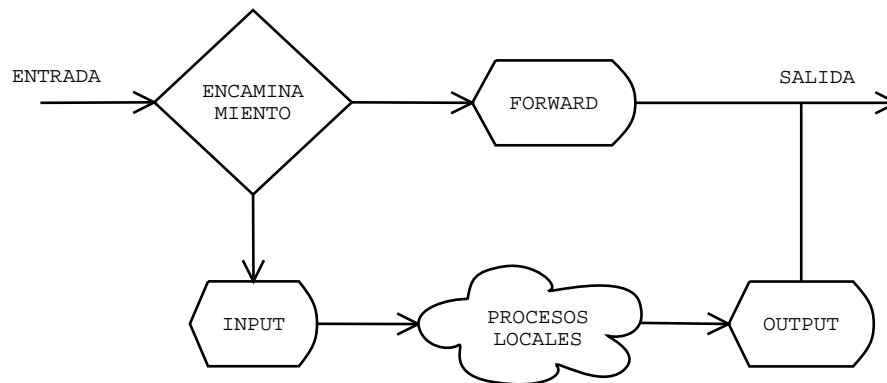 ENTRADA
ENCAMINA
MIENTO
FORWARD
SALIDA
INPUT
PROCESOS
LOCALES
OUTPUT